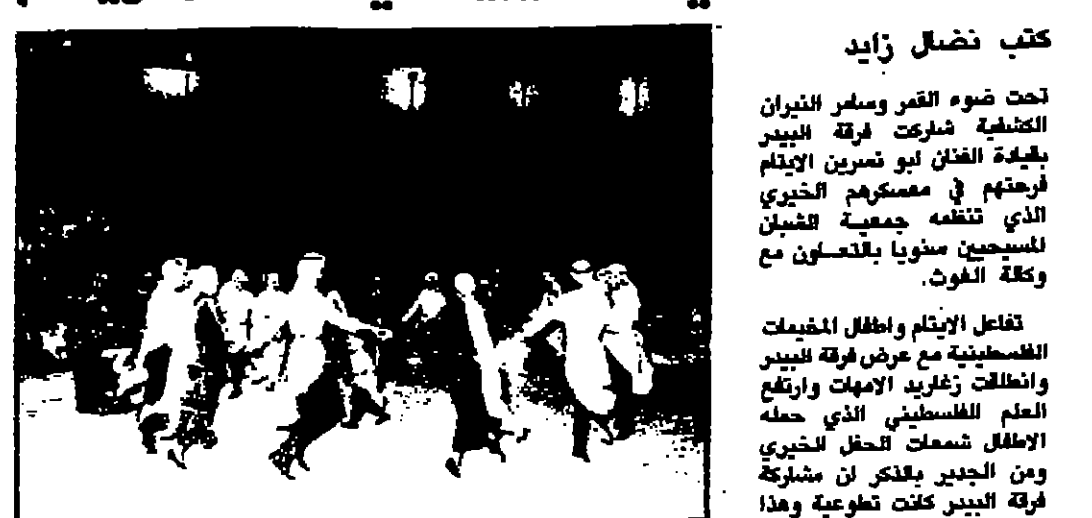 كتب نضال زايد
تحت ضوء القمر وسامر النيران
الكشفية شاركت فرقة البيدر
بقيادة الفنان ابو نسرين الايتام
فرحتهم في معسكرهم الخيري
الذي تنظمه جمعية الشبان
المسيحيين سنويا بالتعاون مع
وكالة الغوث.
تفاعل الايتام واطفال المخيمات
الفلسطينية مع عرض فرقة البيدر
وانطلقت زغاريد الامهات وارتفع
العلم الفلسطيني الذي حمله
الاطفال شمعات الحفل الخيري
ومن الجدير بالذكر ان مشاركة
فرقة البيدر كانت تطوعية وهذا